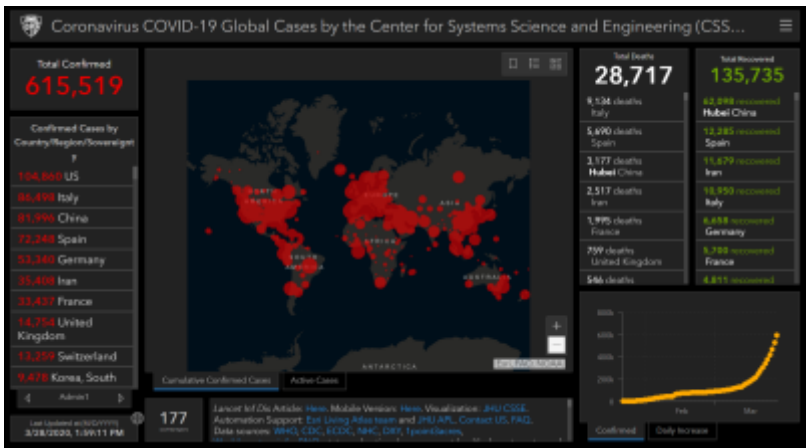 Coronavirus COVID-19 Global Cases by the Center for Systems Science and Engineering (CSS...
Total Confirmed
615,519
Confirmed Cases by
Country/Region/Sovereignt
y
104,860 US
86,498 Italy
81,996 China
72,248 Spain
53,340 Germany
35,408 Iran
33,437 France
14,754 United
Kingdom
13,259 Switzerland
9,478 Korea, South
Admin1
Last Updated at (M/D/YYYY)
3/28/2020, 1:59:11 PM
NORTH
AMERICA
SOUTH
AMERICA
EUROPE
AFRICA
ASIA
AUSTRALIA
ANTARCTICA
Esri, FAO, NOAA
Cumulative Confirmed Cases
Active Cases
177
Lancet Inf Dis Article: Here. Mobile Version: Here. Visualization: JHU CSSE.
Automation Support: Esri Living Atlas team and JHU APL. Contact US. FAQ.
Data sources: WHO, CDC, ECDC, NHC, DXY, 1point3acres,
Total Deaths
28,717
9,134 deaths
Italy
5,690 deaths
Spain
3,177 deaths
Hubei China
2,517 deaths
Iran
1,995 deaths
France
759 deaths
United Kingdom
546 deaths
Total Recovered
135,735
62,098 recovered
Hubei China
12,285 recovered
Spain
11,679 recovered
Iran
10,950 recovered
Italy
6,658 recovered
Germany
5,700 recovered
France
4,811 recovered
800k
600k
400k
200k
0
Feb
Mar
Confirmed
Daily Increase